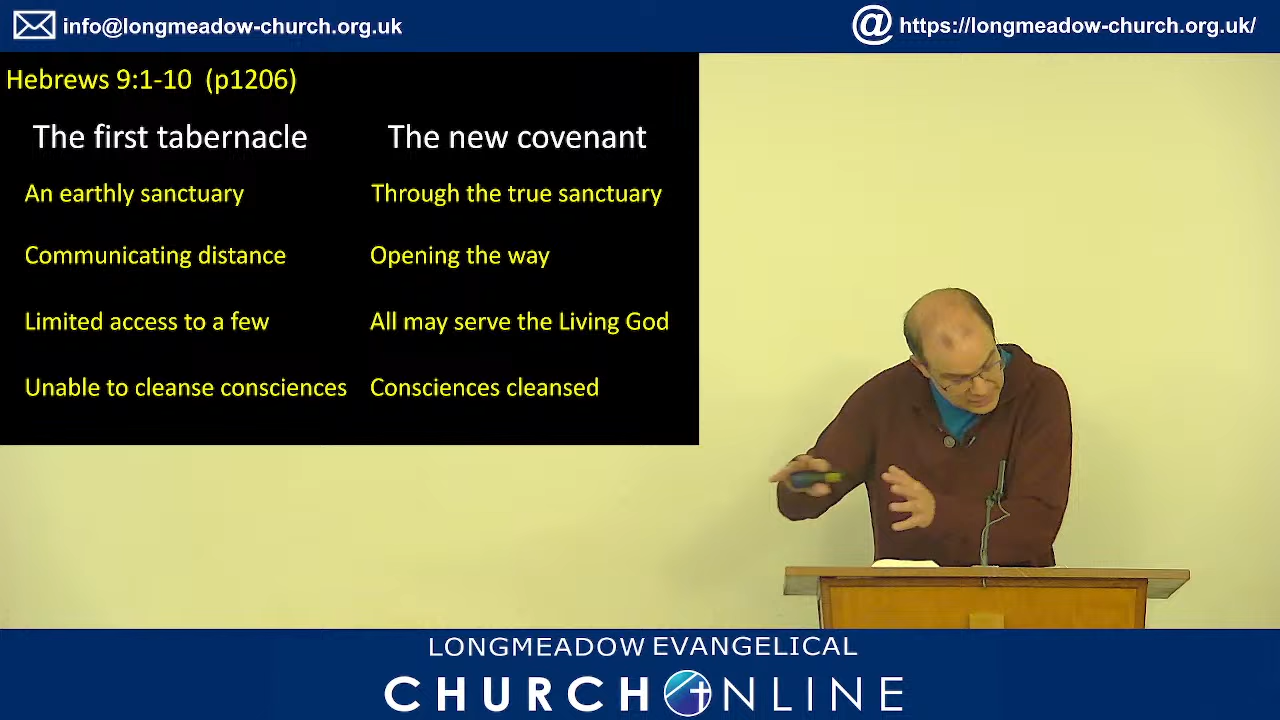 info@longmeadow-church.org.uk
@ https://longmeadow-church.org.uk/
Hebrews 9:1-10 (p1206)
The first tabernacle The new covenant
An earthly sanctuary Through the true sanctuary
Communicating distance Opening the way
Limited access to a few All may serve the Living God
Unable to cleanse consciences Consciences cleansed
LONGMEADOW EVANGELICAL
CHURCH ONLINE